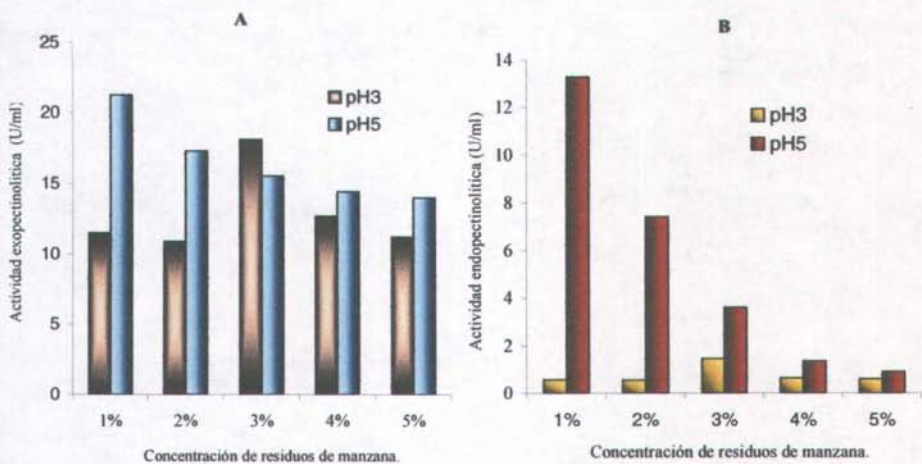 A
Actividad exopectinolítica (U/ml)
25
20
15
10
5
0
pH3
pH5
1%
2%
3%
4%
5%
Concentración de residuos de manzana.
B
Actividad endopectinolítica (U/ml)
14
12
10
8
6
4
2
0
pH3
pH5
1%
2%
3%
4%
5%
Concentración de residuos de manzana.